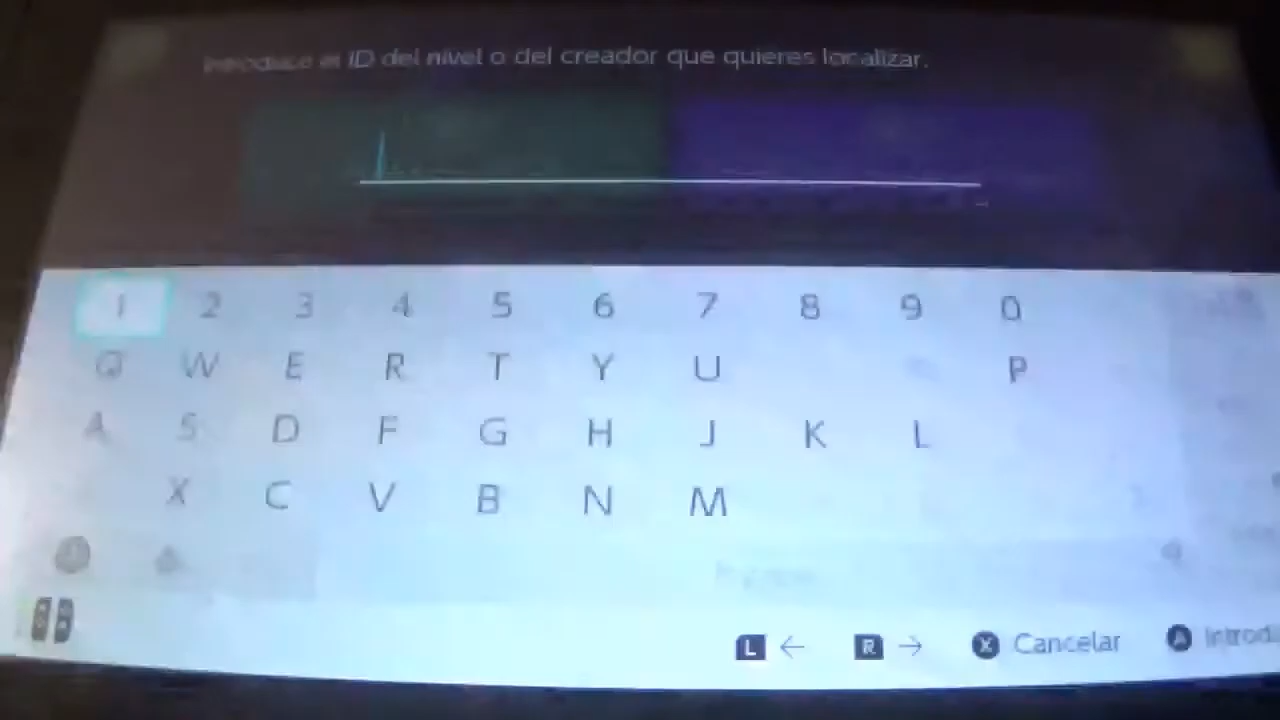 Introduce el ID del nivel o del creador que quieres localizar.
1 2 3 4 5 6 7 8 9 0
Q W E R T Y U P
A S D F G H J K L
X C V B N M
L ← R → X Cancelar A Introdu